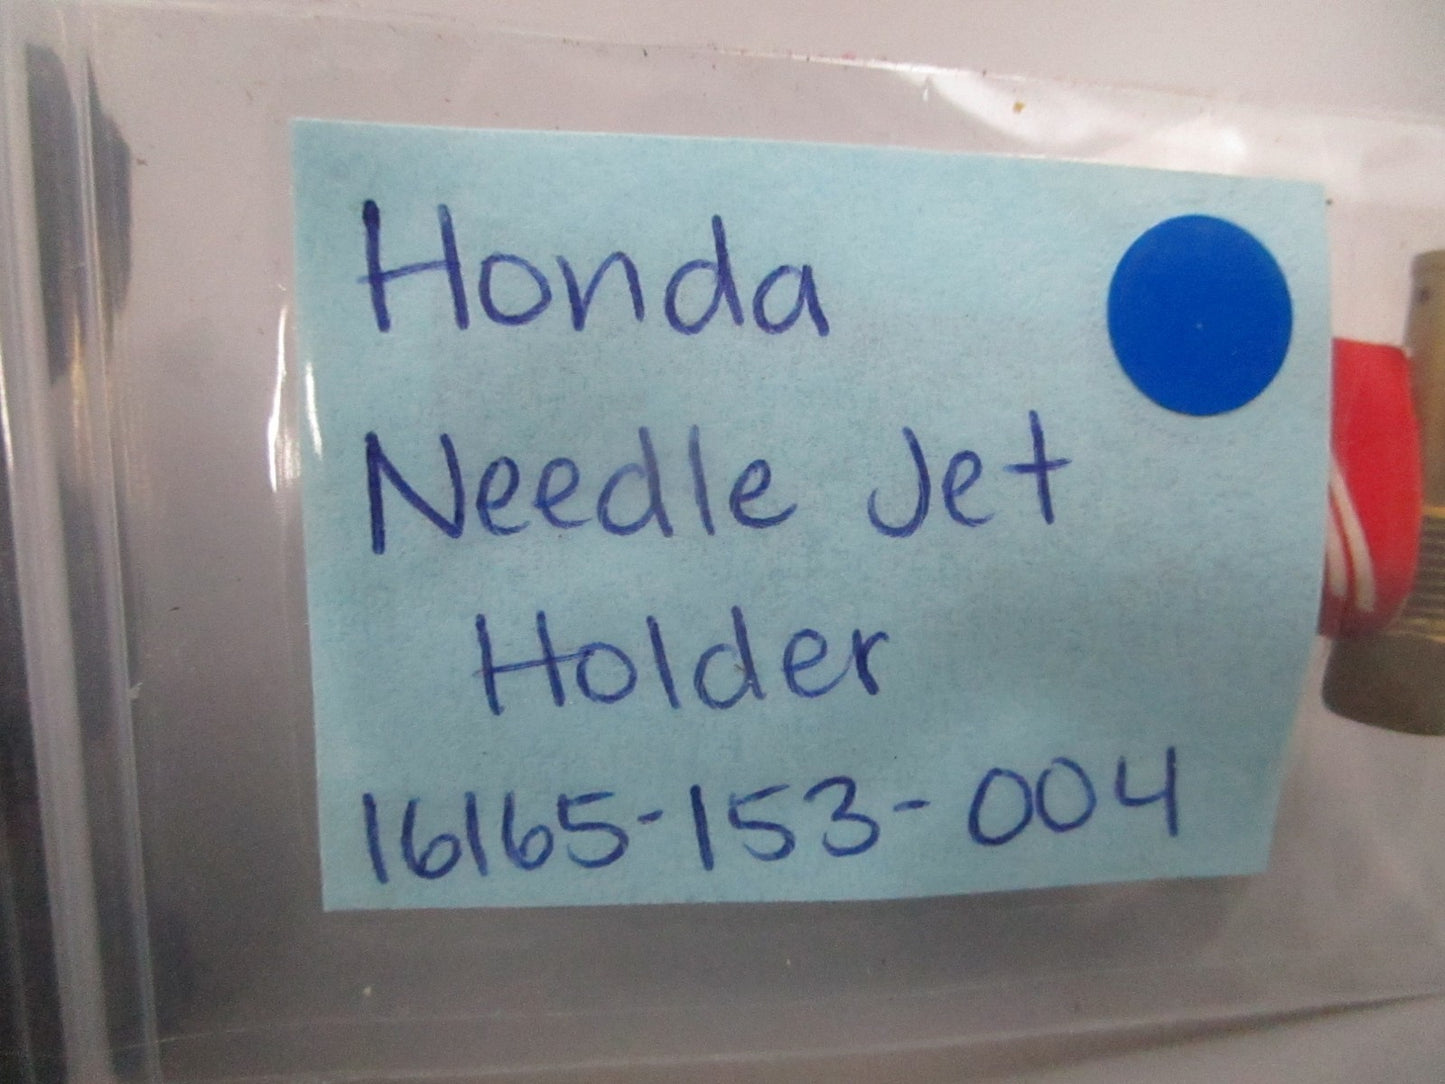 Honda
Needle Jet
Holder
16165-153-004